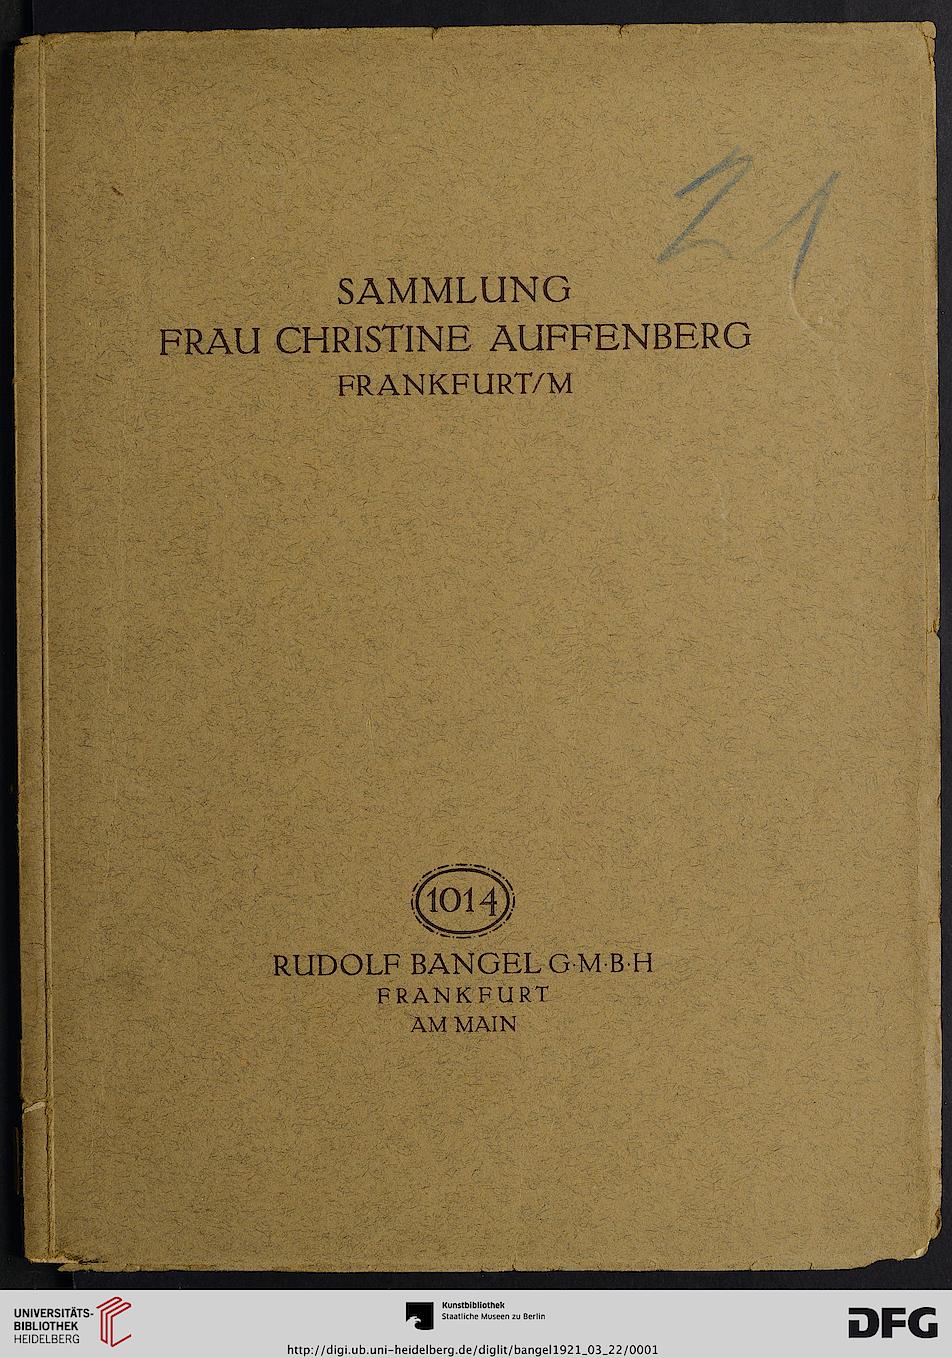 21
SAMMLUNG
FRAU CHRISTINE AUFFENBERG
FRANKFURT/M
1014
RUDOLF BANGEL G·M·B·H
FRANKFURT
AM MAIN
UNIVERSITÄTS-
BIBLIOTHEK
HEIDELBERG
Kunstbibliothek
Staatliche Museen zu Berlin
DFG
http://digi.ub.uni-heidelberg.de/diglit/bangel1921_03_22/0001